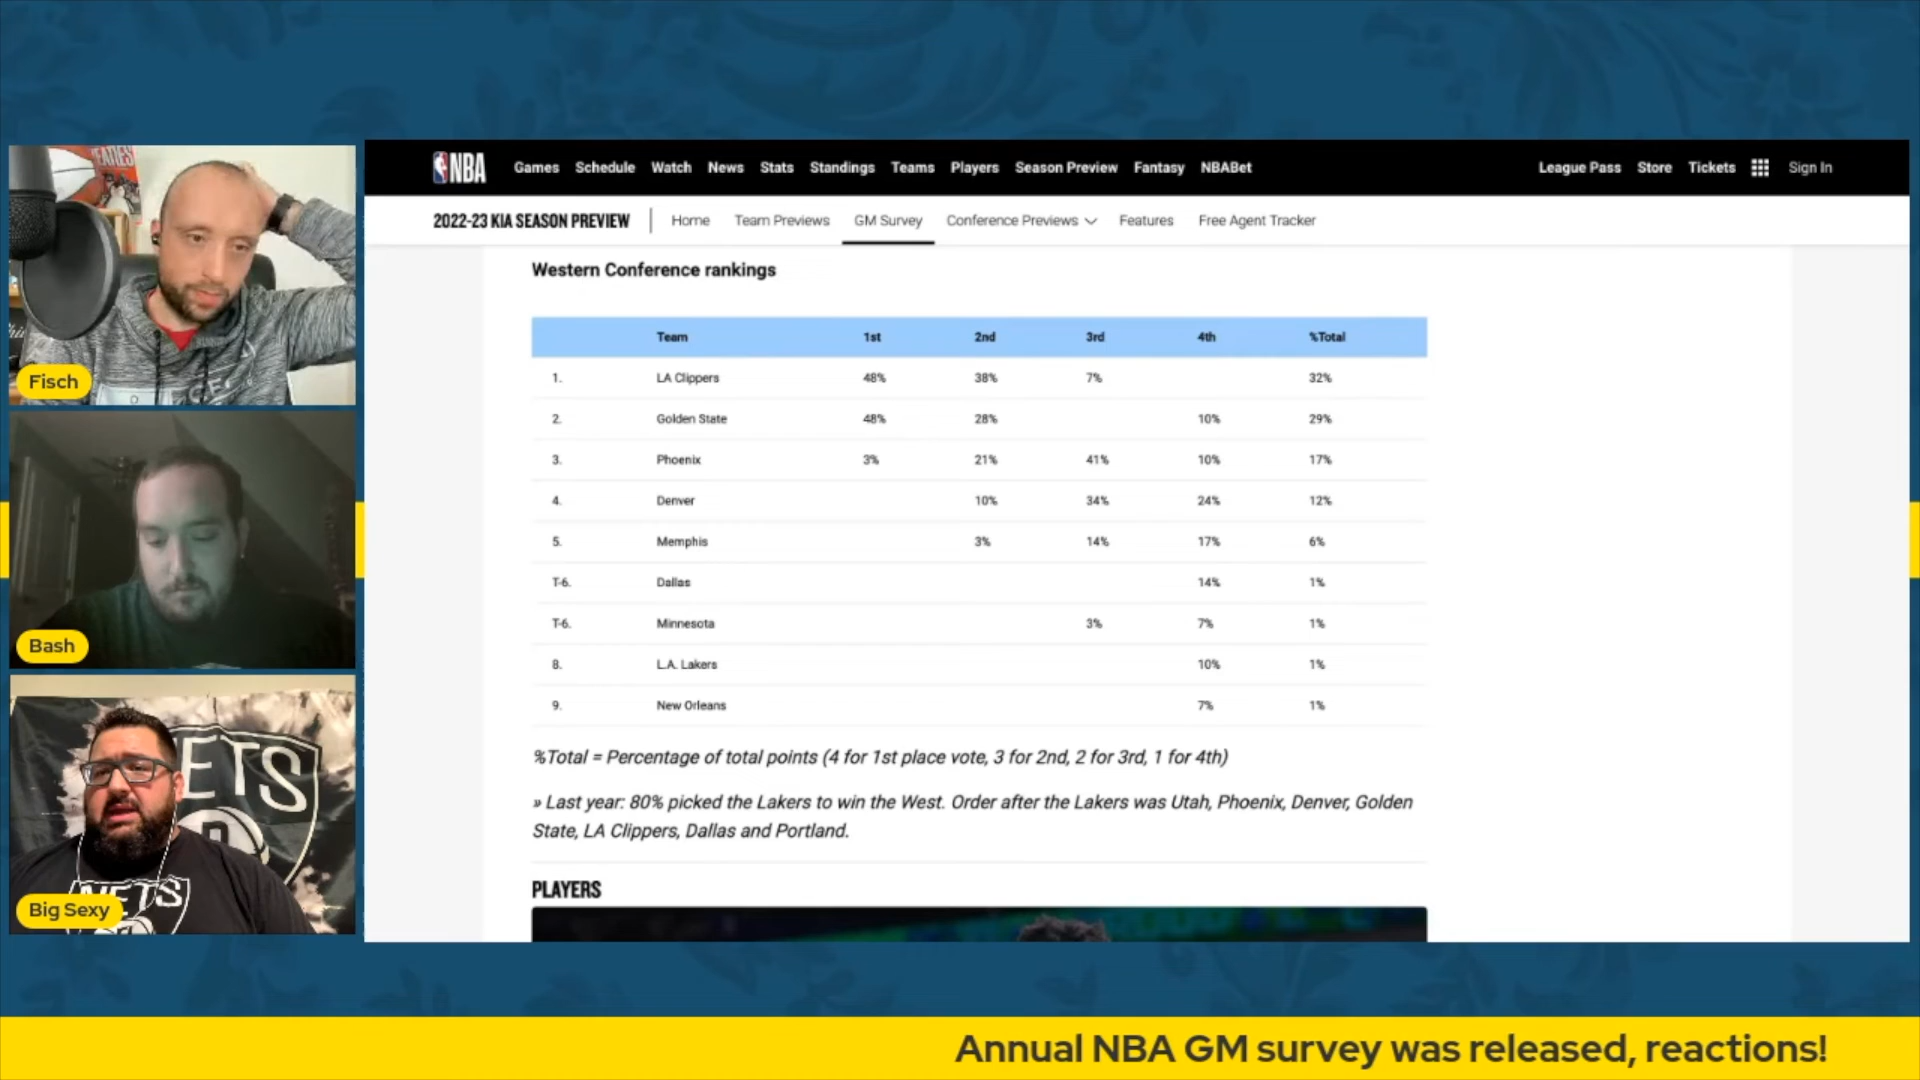 NBA
Games Schedule Watch News Stats Standings Teams Players Season Preview Fantasy NBABet League Pass Store Tickets Sign In
2022-23 KIA SEASON PREVIEW Home Team Previews GM Survey Conference Previews Features Free Agent Tracker
Western Conference rankings
Team 1st 2nd 3rd 4th %Total
1. LA Clippers 48% 38% 7% 32%
2. Golden State 48% 28% 10% 29%
3. Phoenix 3% 21% 41% 10% 17%
4. Denver 10% 34% 24% 12%
5. Memphis 3% 14% 17% 6%
T-6. Dallas 14% 1%
T-6. Minnesota 3% 7% 1%
8. L.A. Lakers 10% 1%
9. New Orleans 7% 1%
%Total = Percentage of total points (4 for 1st place vote, 3 for 2nd, 2 for 3rd, 1 for 4th)
» Last year: 80% picked the Lakers to win the West. Order after the Lakers was Utah, Phoenix, Denver, Golden
State, LA Clippers, Dallas and Portland.
PLAYERS
Fisch
Bash
NETS
NETS
Big Sexy
Annual NBA GM survey was released, reactions!